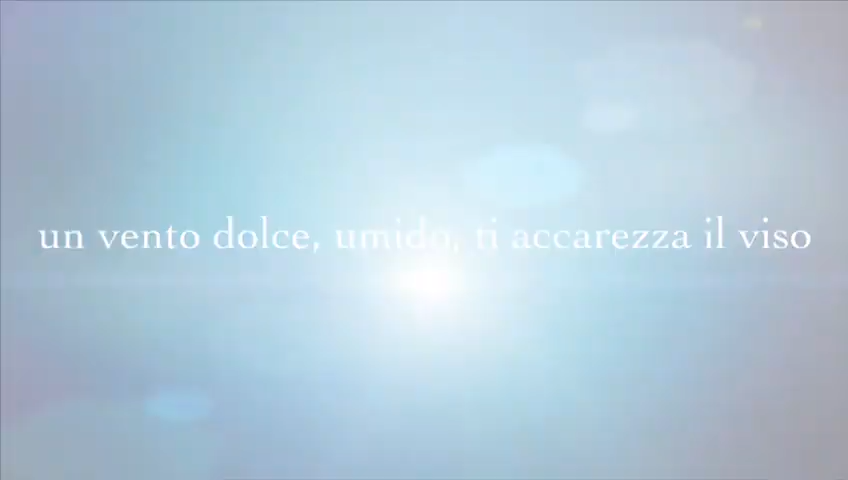 un vento dolce, umido, ti accarezza il viso